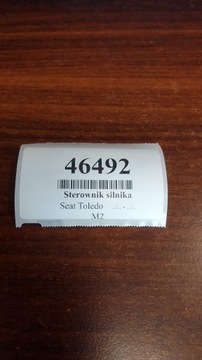 46492
Sterownik silnika
Seat Toledo ... - ...
M2